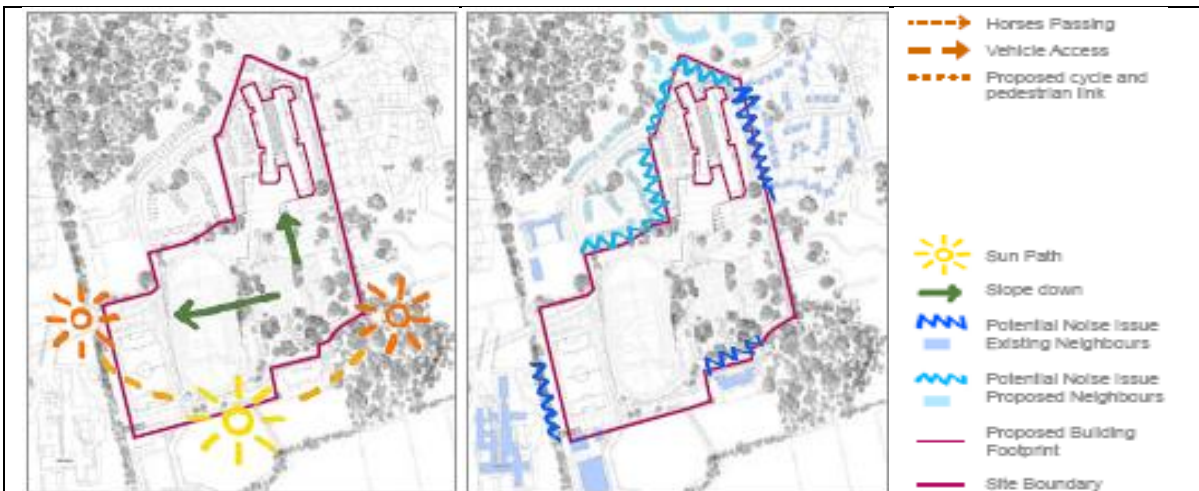 Horses Passing
Vehicle Access
Proposed cycle and
pedestrian link
Sun Path
Slope down
Potential Noise Issue
Existing Neighbours
Potential Noise Issue
Proposed Neighbours
Proposed Building
Footprint
Site Boundary